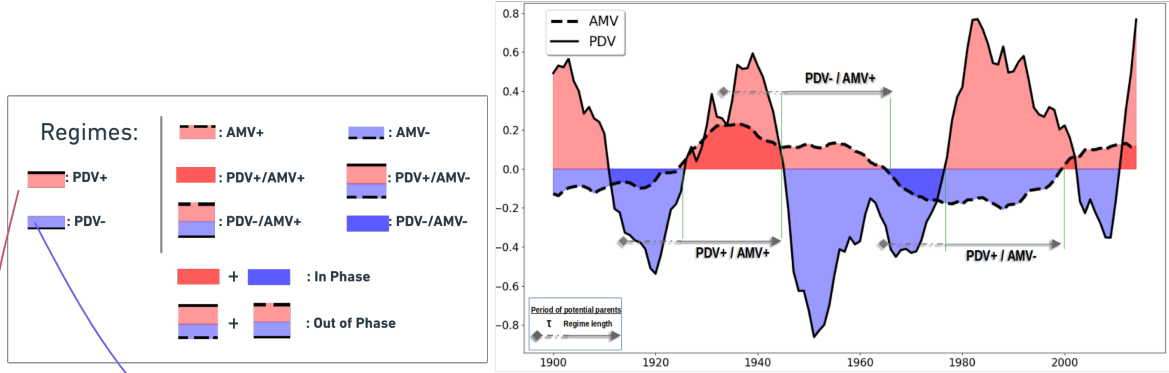 Regimes:
: PDV+
: PDV-
: AMV+
: AMV-
: PDV+/AMV+
: PDV+/AMV-
: PDV-/AMV+
: PDV-/AMV-
+
: In Phase
+
: Out of Phase
AMV
PDV
0.8
0.6
0.4
0.2
0.0
−0.2
−0.4
−0.6
−0.8
PDV- / AMV+
PDV+ / AMV+
PDV+ / AMV-
Period of potential parents
τ Regime length
1900 1920 1940 1960 1980 2000